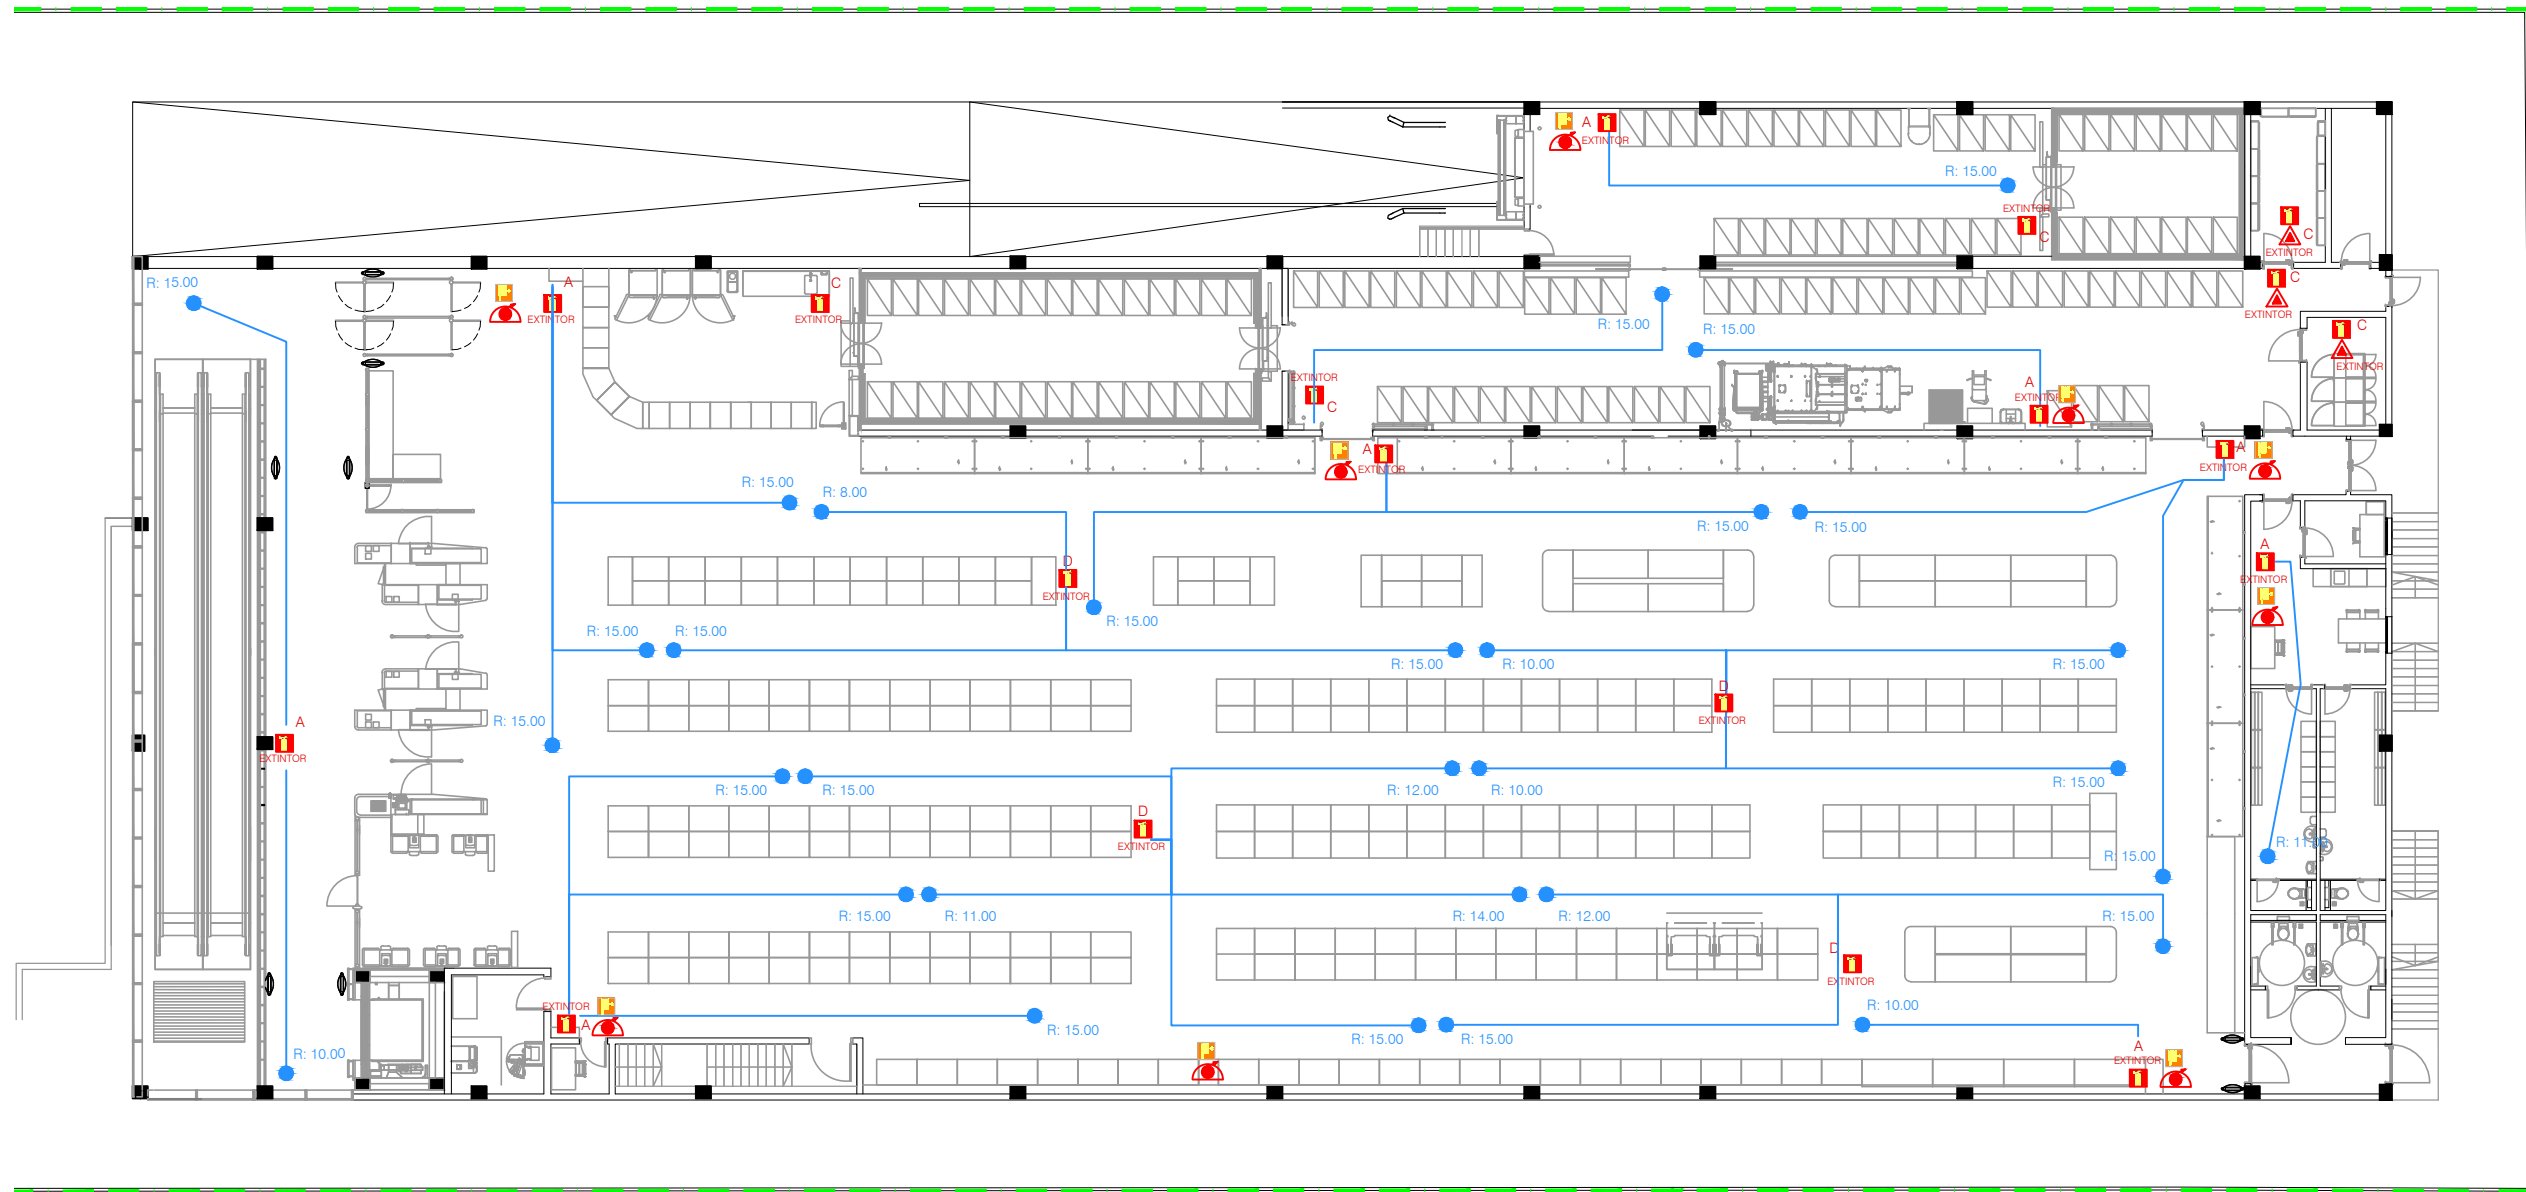 A
EXTINTOR
R: 15.00
EXTINTOR
C
C
EXTINTOR
R: 15.00
A
EXTINTOR
C
EXTINTOR
C
EXTINTOR
R: 15.00
R: 15.00
C
EXTINTOR
EXTINTOR
C
A
EXTINTOR
A
EXTINTOR
A
EXTINTOR
R: 15.00
R: 8.00
R: 15.00
R: 15.00
A
EXTINTOR
D
EXTINTOR
R: 15.00
R: 15.00
R: 15.00
R: 15.00
R: 10.00
R: 15.00
D
EXTINTOR
A
EXTINTOR
R: 15.00
R: 15.00
R: 15.00
R: 12.00
R: 10.00
R: 15.00
D
EXTINTOR
R: 15.00
R: 15.00
R: 11.00
R: 14.00
R: 12.00
R: 15.00
D
EXTINTOR
EXTINTOR
A
R: 15.00
R: 15.00
R: 15.00
R: 10.00
R: 10.00
A
EXTINTOR